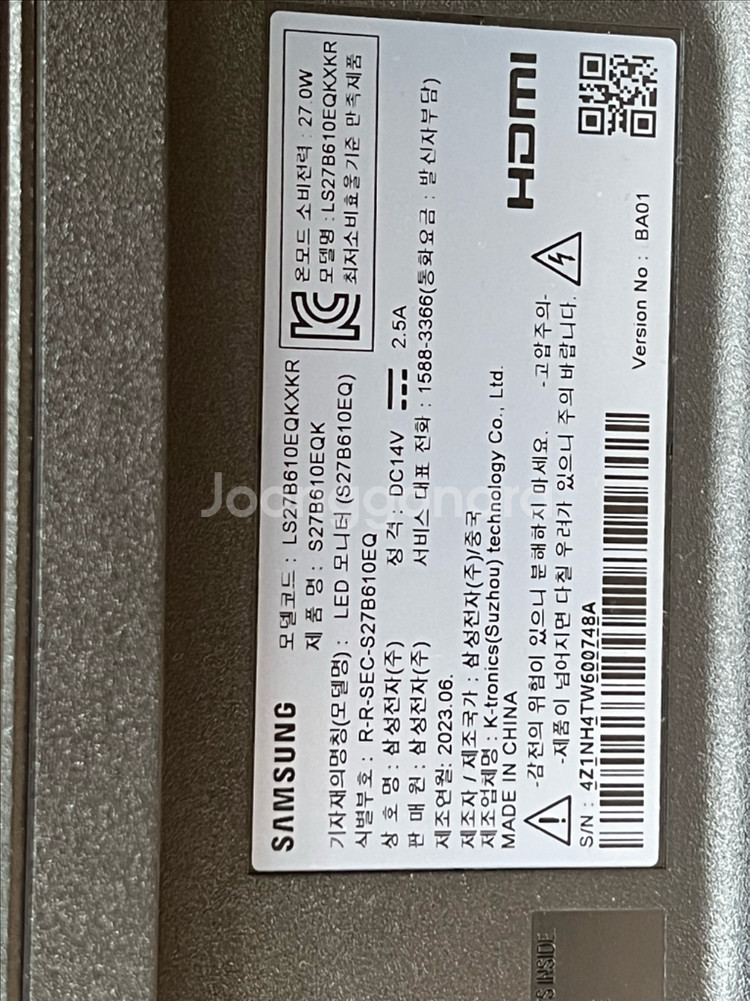 SAMSUNG
모델코드 : LS27B610EQKXKR
제 품 명 : S27B610EQK
기자재의명칭(모델명) : LED 모니터 (S27B610EQ)
식별부호 : R-R-SEC-S27B610EQ
상 호 명 : 삼성전자(주) 정격 : DC14V 2.5A
판 매 원 : 삼성전자(주) 서비스 대표 전화 : 1588-3366(통화요금 : 발신자부담)
제조연월: 2023.06.
제조자 / 제조국가 : 삼성전자(주)/중국
제조업체명 : K-tronics(Suzhou) technology Co., Ltd.
MADE IN CHINA
온모드 소비전력 : 27.0W
모델명 : LS27B610EQKXKR
최저소비효율기준 만족제품
HDMI
-감전의 위험이 있으니 분해하지 마세요. -고압주의-
-제품이 넘어지면 다칠 우려가 있으니 주의 바랍니다.
S/N : 4Z1NH4TW600748A
Version No : BA01
Joonggonara
S INSIDE